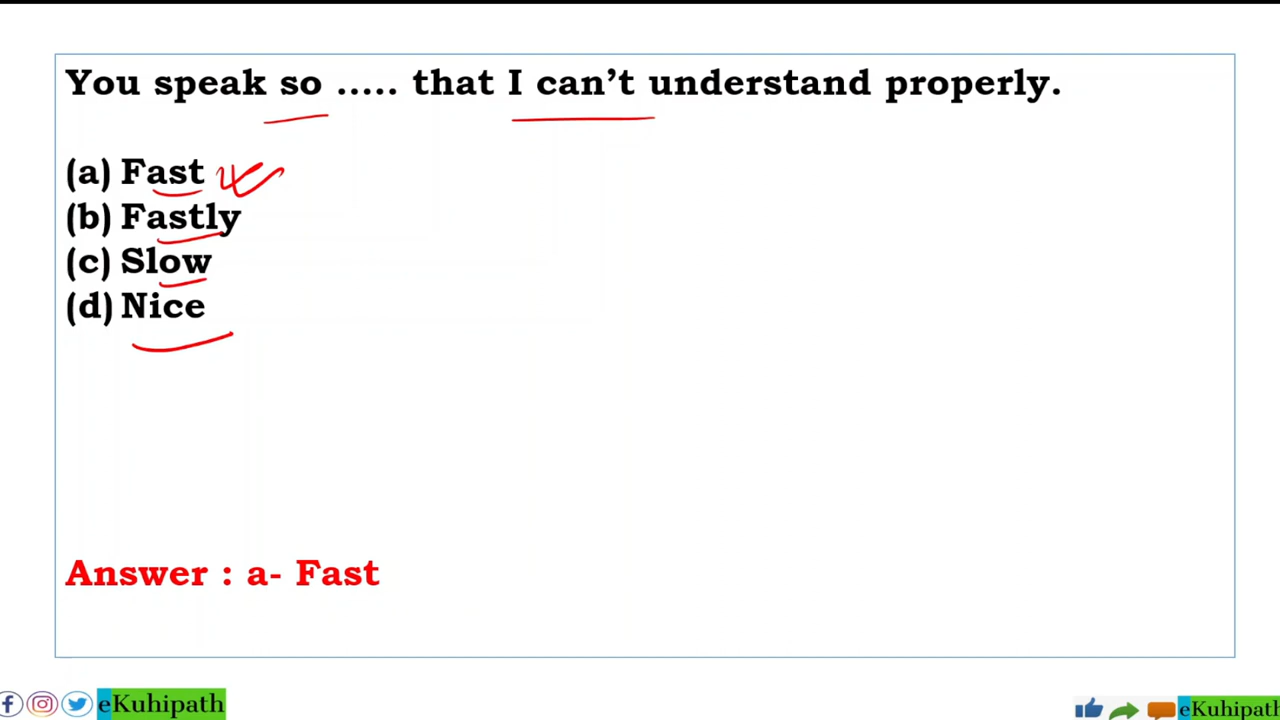 You speak so ..... that I can’t understand properly.
(a) Fast
(b) Fastly
(c) Slow
(d) Nice
Answer : a- Fast
eKuhipath
eKuhipath